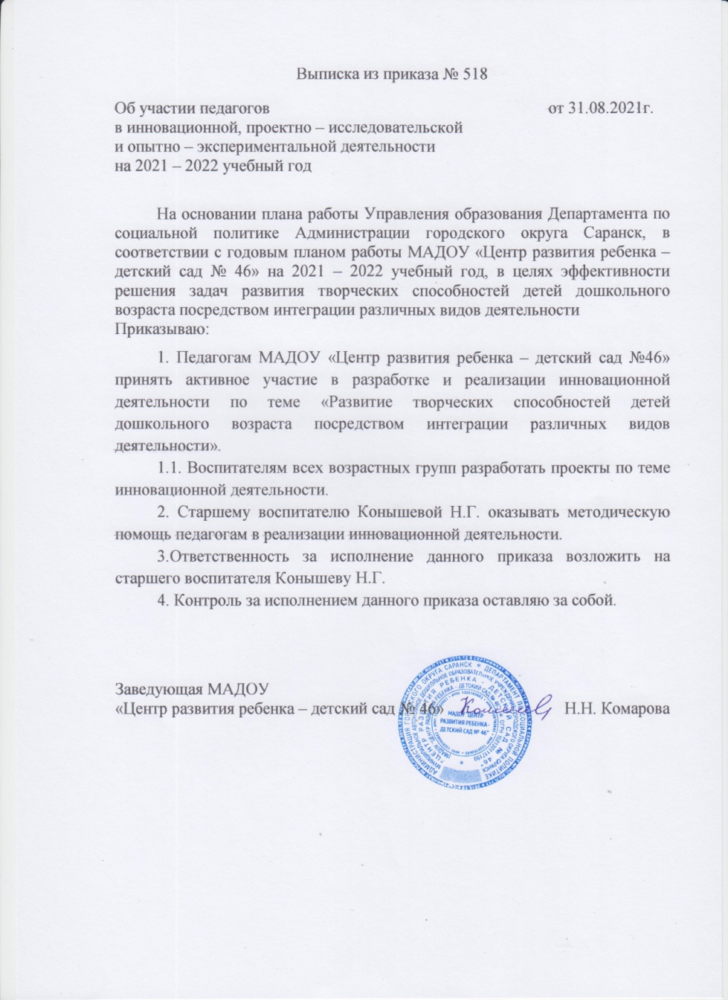 Выписка из приказа № 518
Об участии педагогов от 31.08.2021г.
в инновационной, проектно – исследовательской
и опытно – экспериментальной деятельности
на 2021 – 2022 учебный год
На основании плана работы Управления образования Департамента по
социальной политике Администрации городского округа Саранск, в
соответствии с годовым планом работы МАДОУ «Центр развития ребенка –
детский сад № 46» на 2021 – 2022 учебный год, в целях эффективности
решения задач развития творческих способностей детей дошкольного
возраста посредством интеграции различных видов деятельности
Приказываю:
1. Педагогам МАДОУ «Центр развития ребенка – детский сад №46»
принять активное участие в разработке и реализации инновационной
деятельности по теме «Развитие творческих способностей детей
дошкольного возраста посредством интеграции различных видов
деятельности».
1.1. Воспитателям всех возрастных групп разработать проекты по теме
инновационной деятельности.
2. Старшему воспитателю Конышевой Н.Г. оказывать методическую
помощь педагогам в реализации инновационной деятельности.
3.Ответственность за исполнение данного приказа возложить на
старшего воспитателя Конышеву Н.Г.
4. Контроль за исполнением данного приказа оставляю за собой.
Заведующая МАДОУ
«Центр развития ребенка – детский сад № 46» Н.Н. Комарова
МАДОУ "ЦЕНТР
РАЗВИТИЯ РЕБЕНКА -
ДЕТСКИЙ САД № 46"